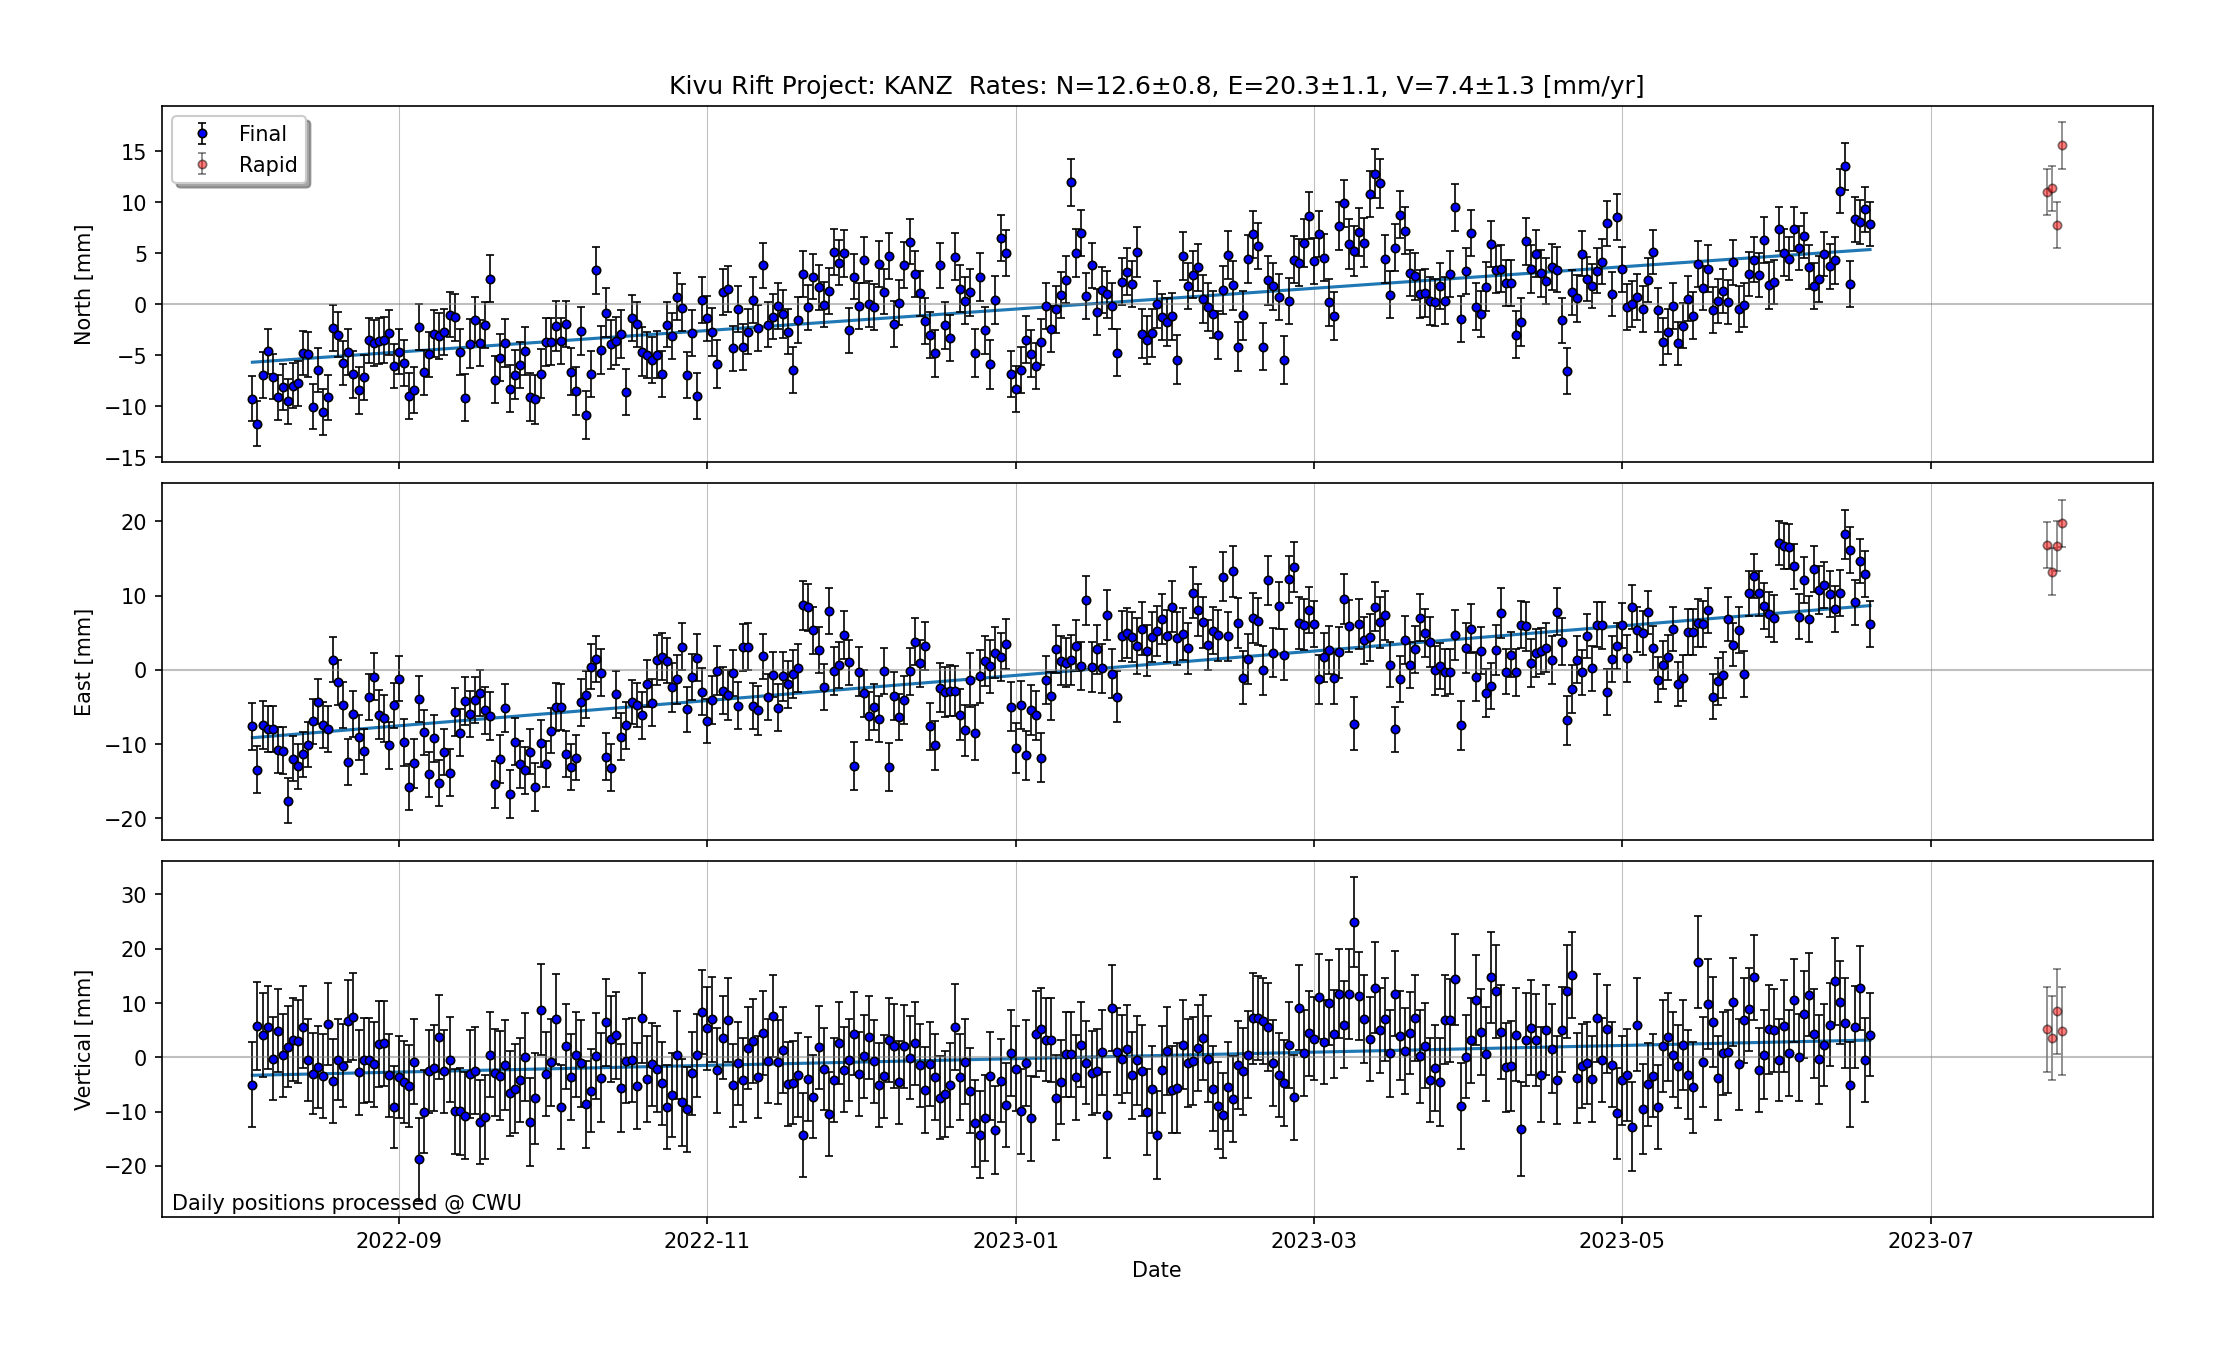 Kivu Rift Project: KANZ  Rates: N=12.6±0.8, E=20.3±1.1, V=7.4±1.3 [mm/yr]
Final
Rapid
North [mm]
15
10
5
0
−5
−10
−15
East [mm]
20
10
0
−10
−20
Vertical [mm]
30
20
10
0
−10
−20
Daily positions processed @ CWU
2022-09 2022-11 2023-01 2023-03 2023-05 2023-07
Date